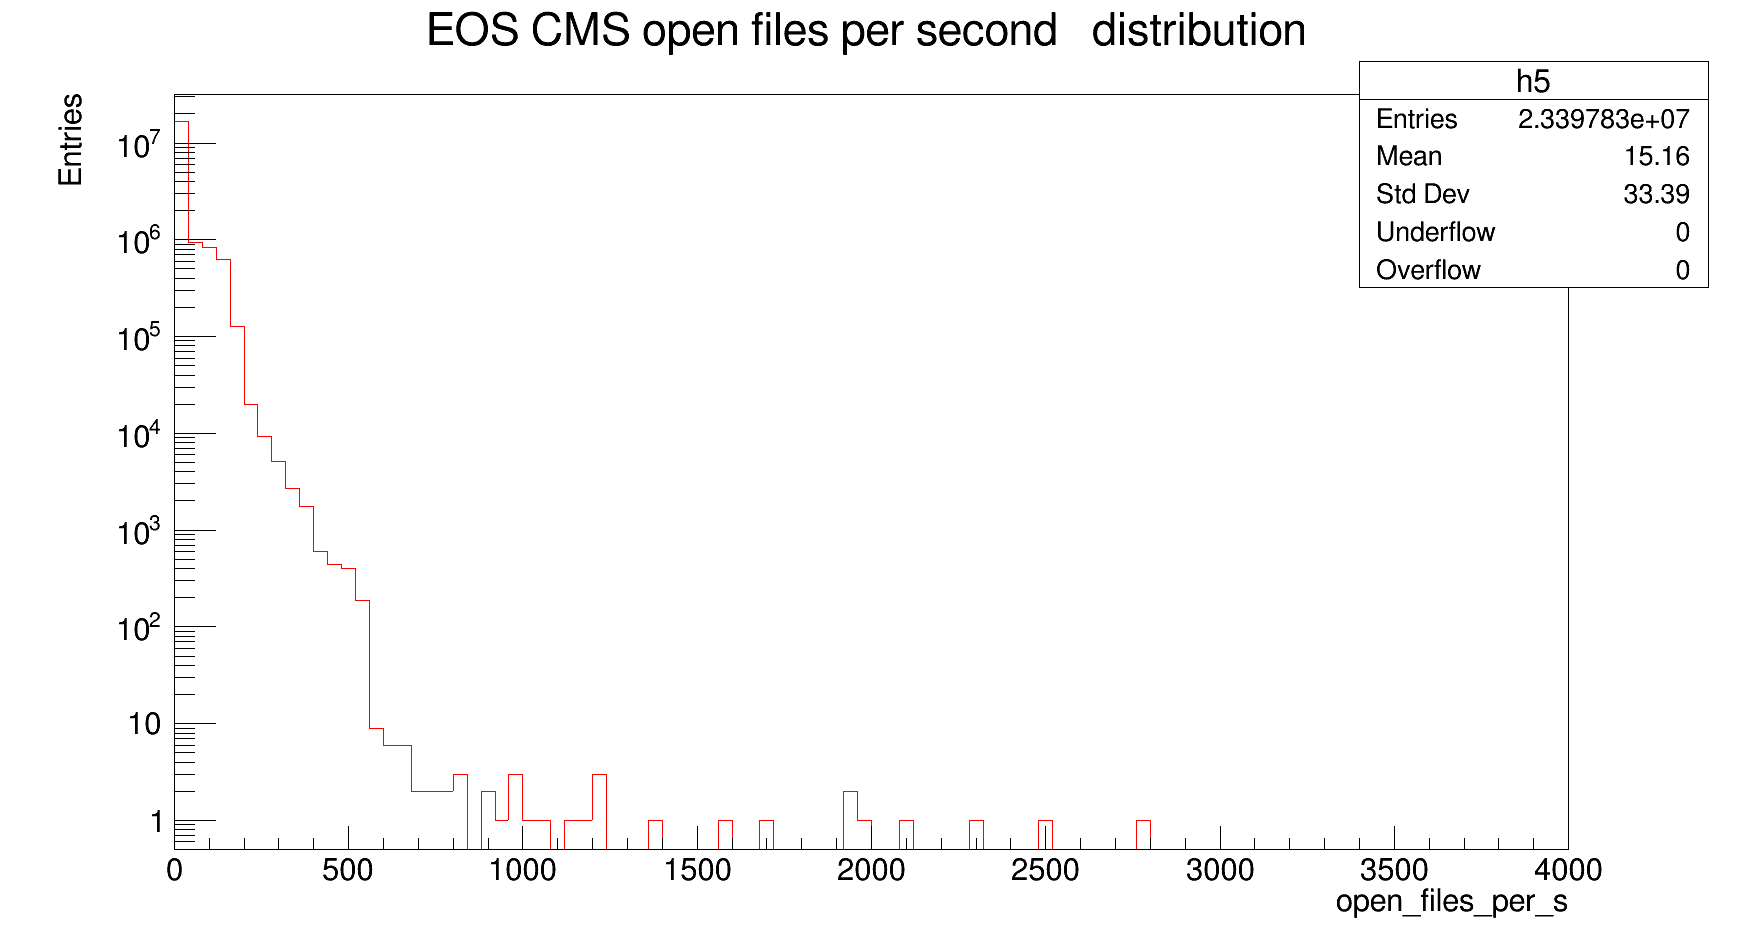 EOS CMS open files per second   distribution
h5
Entries 2.339783e+07
Mean 15.16
Std Dev 33.39
Underflow 0
Overflow 0
Entries
10^7
10^6
10^5
10^4
10^3
10^2
10
1
0 500 1000 1500 2000 2500 3000 3500 4000
open_files_per_s